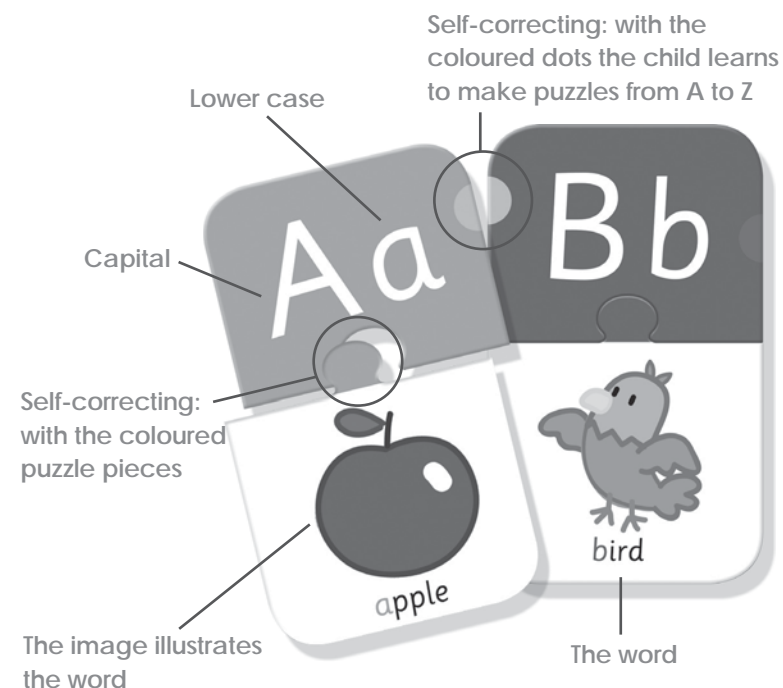 Self-correcting: with the
coloured dots the child learns
to make puzzles from A to Z
Lower case
Aa
Bb
Capital
Self-correcting:
with the coloured
puzzle pieces
apple
bird
The image illustrates
the word
The word